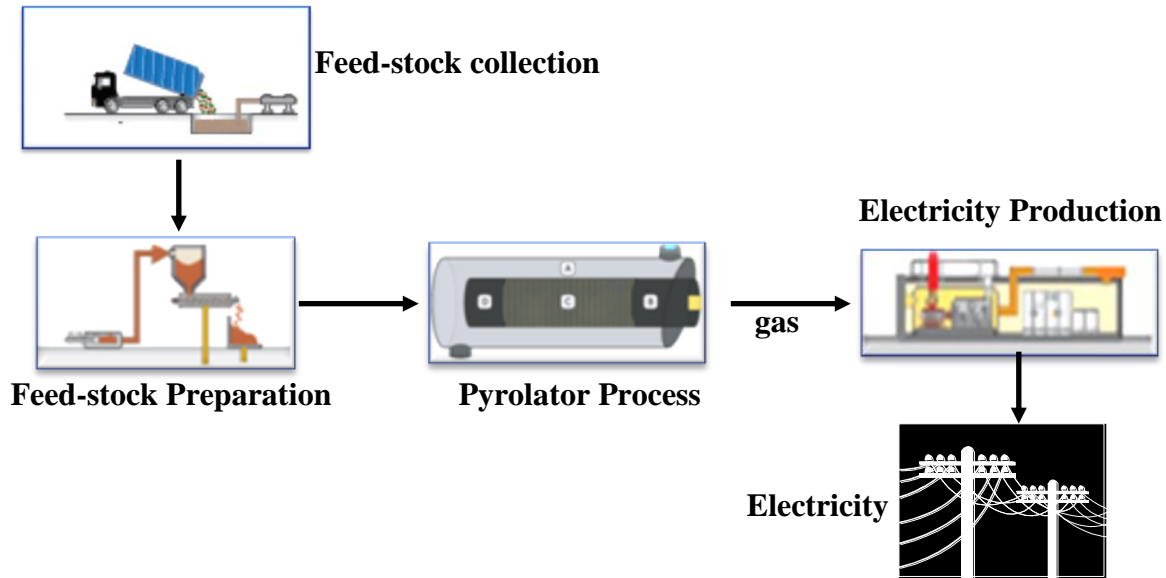 Feed-stock collection
Electricity Production
A
D
C
B
gas
Feed-stock Preparation
Pyrolator Process
Electricity